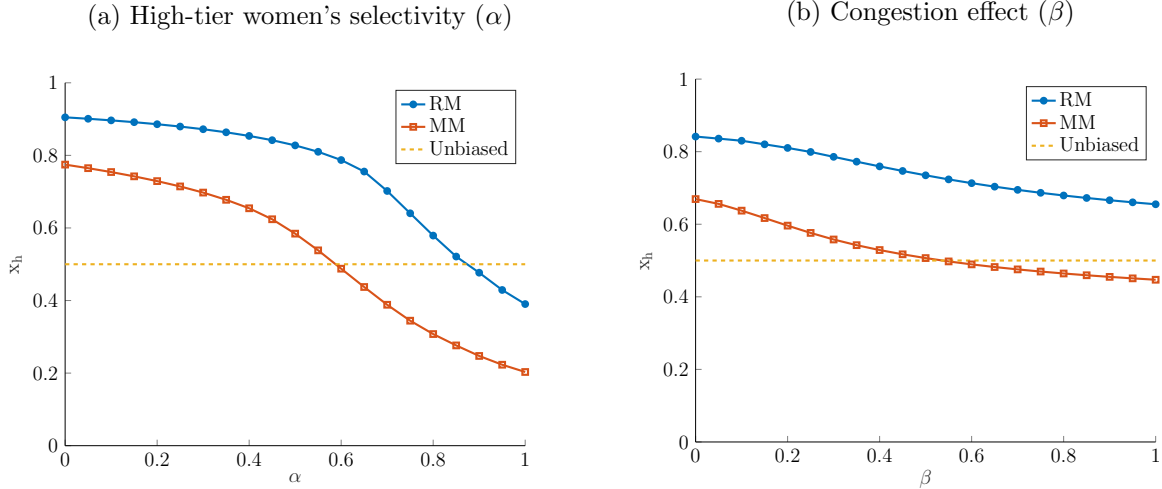 (a) High-tier women's selectivity (α)
1
0.8
0.6
0.4
0.2
0
x_h
0 0.2 0.4 0.6 0.8 1
α
RM
MM
Unbiased
(b) Congestion effect (β)
1
0.8
0.6
0.4
0.2
0
x_h
0 0.2 0.4 0.6 0.8 1
β
RM
MM
Unbiased